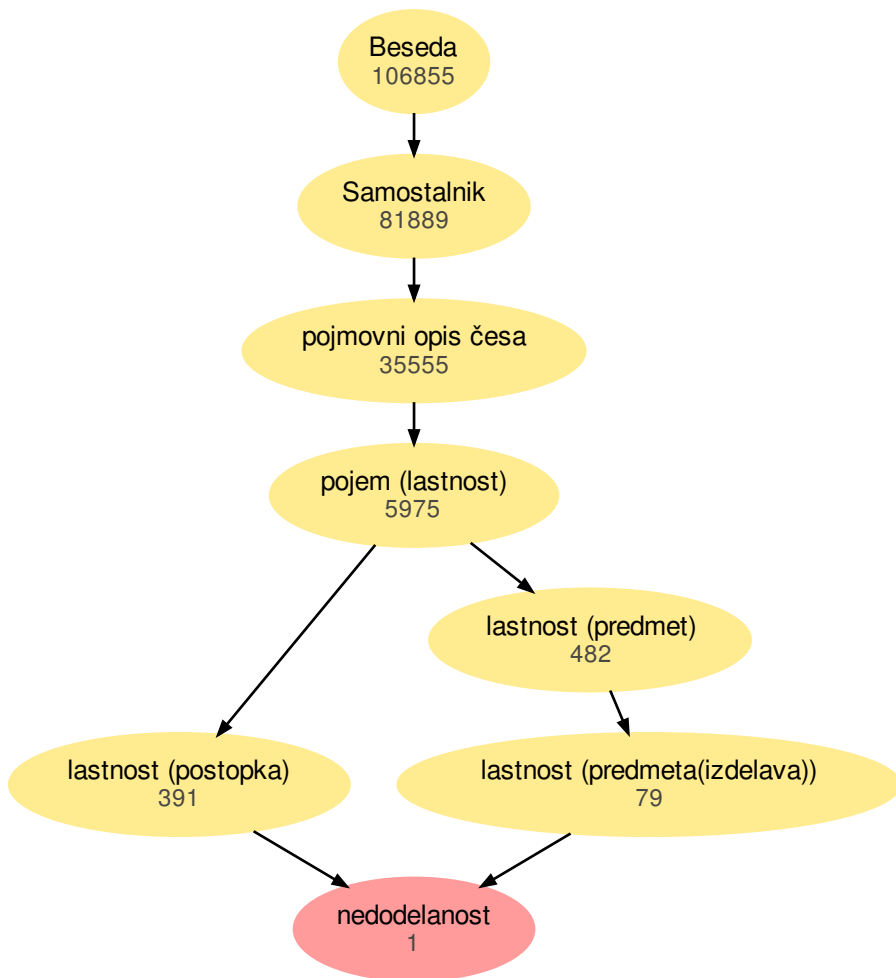 Beseda
106855
Samostalnik
81889
pojmovni opis česa
35555
pojem (lastnost)
5975
lastnost (predmet)
482
lastnost (postopka)
391
lastnost (predmeta(izdelava))
79
nedodelanost
1